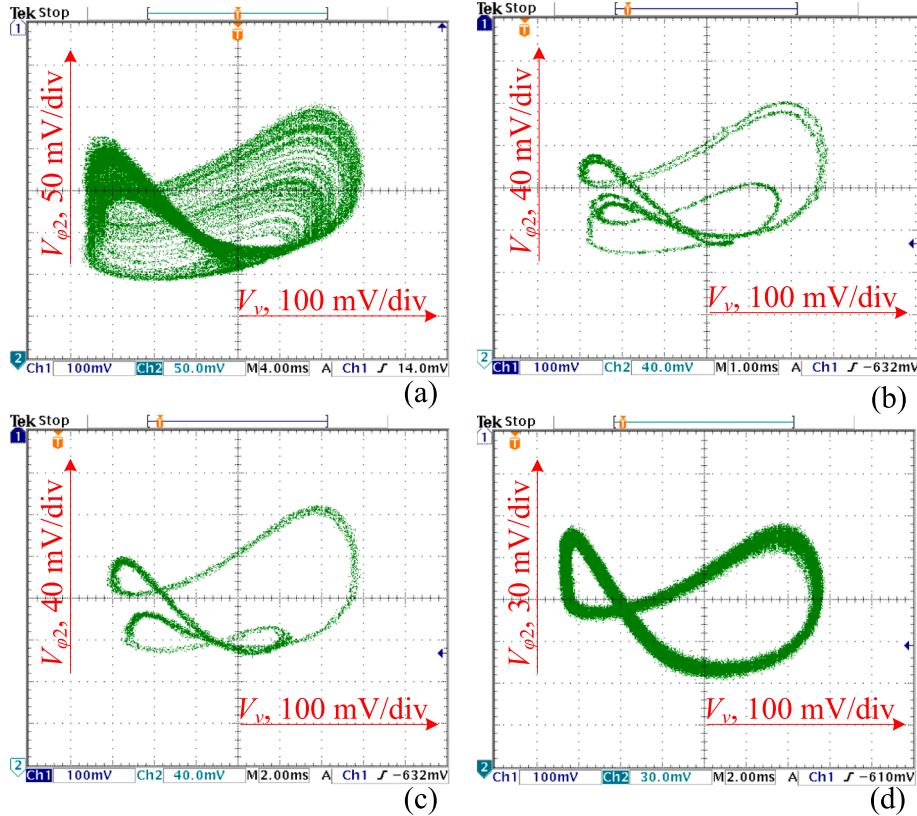 Tek Stop
T
T
1
Vφ2, 50 mV/div
Vv, 100 mV/div
2
Ch1 100mV Ch2 50.0mV M 4.00ms A Ch1 ƒ 14.0mV
(a)
Tek Stop
T
T
1
Vφ2, 40 mV/div
Vv, 100 mV/div
2
Ch1 100mV Ch2 40.0mV M 1.00ms A Ch1 ƒ -632mV
(b)
Tek Stop
T
T
1
Vφ2, 40 mV/div
Vv, 100 mV/div
2
Ch1 100mV Ch2 40.0mV M 2.00ms A Ch1 ƒ -632mV
(c)
Tek Stop
T
T
1
Vφ2, 30 mV/div
Vv, 100 mV/div
2
Ch1 100mV Ch2 30.0mV M 2.00ms A Ch1 ƒ -610mV
(d)